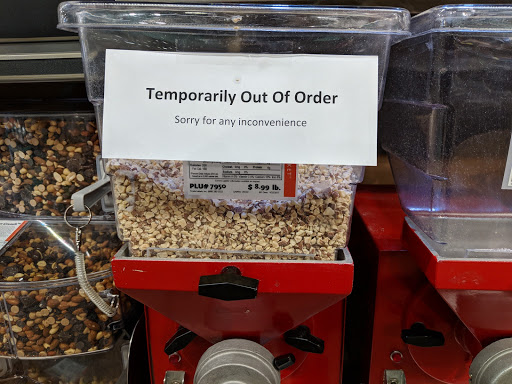 Temporarily Out Of Order
Sorry for any inconvenience
PLU# 7950 $ 8.99 lb.